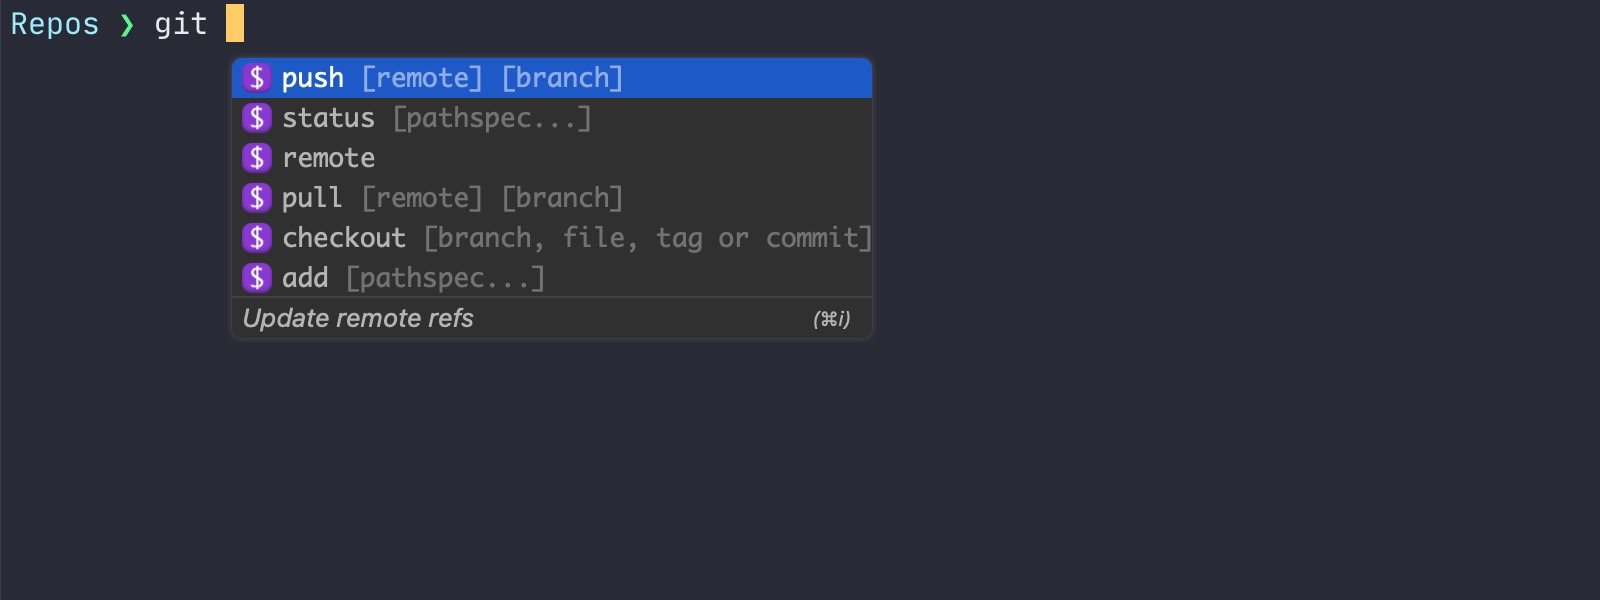 Repos ❯ git
$ push [remote] [branch]
$ status [pathspec...]
$ remote
$ pull [remote] [branch]
$ checkout [branch, file, tag or commit]
$ add [pathspec...]
Update remote refs (⌘i)